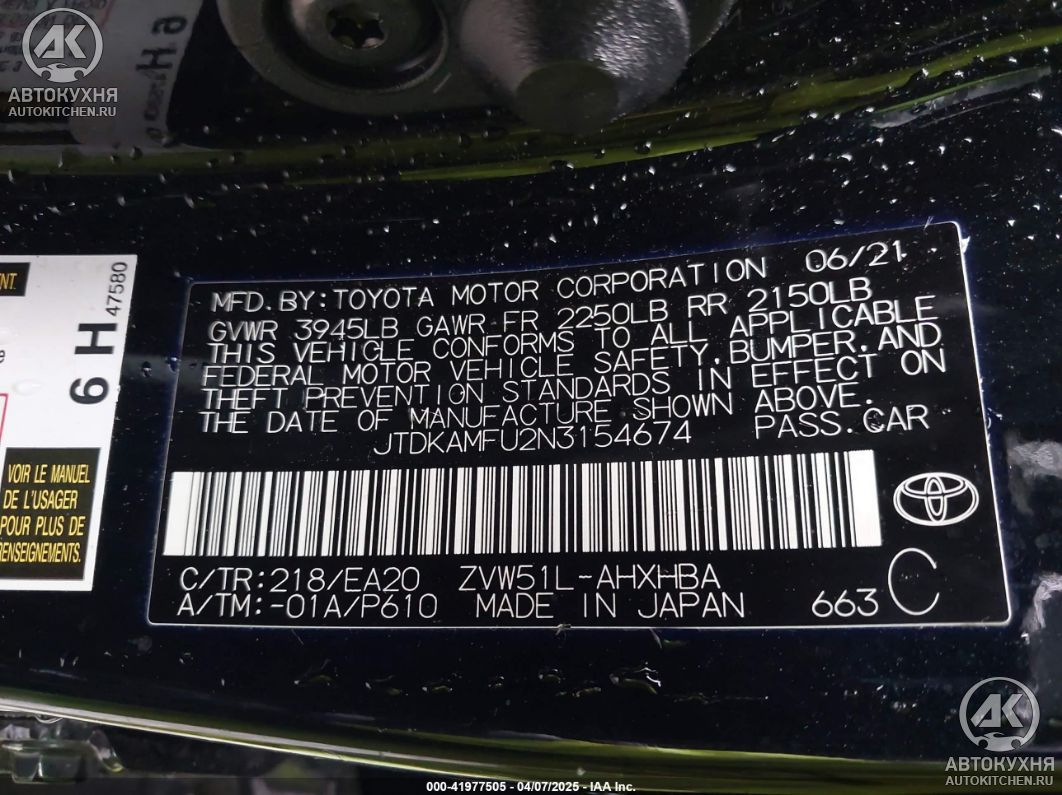 АВТОКУХНЯ
AUTOKITCHEN.RU
MFD. BY: TOYOTA MOTOR CORPORATION 06/21
GVWR 3945LB GAWR FR 2250LB RR 2150LB
THIS VEHICLE CONFORMS TO ALL APPLICABLE
FEDERAL MOTOR VEHICLE SAFETY, BUMPER, AND
THEFT PREVENTION STANDARDS IN EFFECT ON
THE DATE OF MANUFACTURE SHOWN ABOVE.
JTDKAMFU2N3154674 PASS. CAR
C/TR: 218/EA20 ZVW51L-AHXHBA
A/TM: -01A/P610 MADE IN JAPAN 663 C
6 H 47580
VOIR LE MANUEL
DE L'USAGER
POUR PLUS DE
RENSEIGNEMENTS.
АВТОКУХНЯ
AUTOKITCHEN.RU
000-41977505 - 04/07/2025 - IAA Inc.